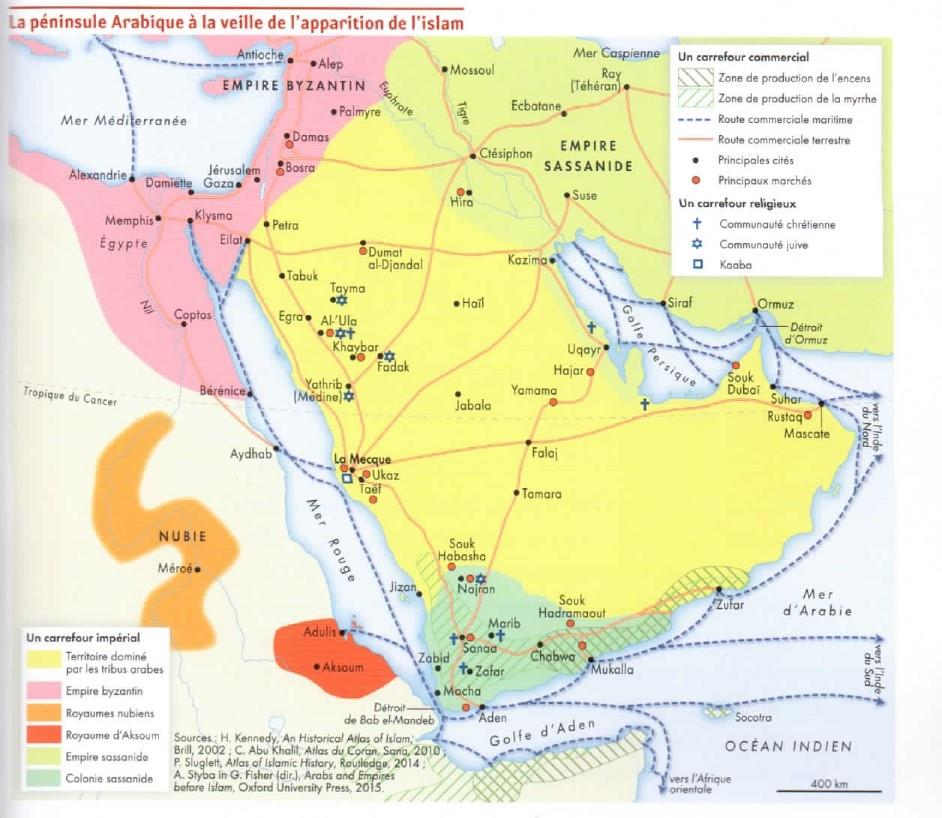 La péninsule Arabique à la veille de l'apparition de l'islam
Un carrefour commercial
Zone de production de l'encens
Zone de production de la myrrhe
Route commerciale maritime
Route commerciale terrestre
Principales cités
Principaux marchés
Un carrefour religieux
Communauté chrétienne
Communauté juive
Kaaba
Mer Caspienne
Antioche
Alep
EMPIRE BYZANTIN
Mossoul
Ray
(Téhéran)
Ecbatane
Euphrate
Tigre
Palmyre
Mer Méditerranée
Damas
Ctésiphon
EMPIRE
SASSANIDE
Bosra
Jérusalem
Gaza
Alexandrie
Damiette
Hira
Suse
Memphis
Klysma
Petra
Égypte
Eilat
Dumat
al-Djandal
Kazima
Tabuk
Tayma
Nil
Coptos
Egra
Al-'Ula
Haïl
Siraf
Ormuz
Détroit
d'Ormuz
Golfe Persique
Khaybar
Fadak
Uqayr
Hajar
Souk
Dubaï
Yathrib
(Médine)
Bérénice
Tropique du Cancer
Jabala
Yamama
Suhar
Rustaq
Mascate
vers l'Inde
du Nord
Aydhab
La Mecque
Ukaz
Taëf
Falaj
Tamara
Mer Rouge
NUBIE
Méroé
Souk
Habasha
Najran
Jizan
Souk
Hadramaout
Zufar
Mer
d'Arabie
Adulis
Marib
Sanaa
Aksoum
Zabid
Zafar
Chabwa
Mukalla
vers l'Inde
du Sud
Mocha
Détroit
de Bab el-Mandeb
Aden
Golfe d'Aden
Socotra
OCÉAN INDIEN
vers l'Afrique
orientale
400 km
Un carrefour impérial
Territoire dominé
par les tribus arabes
Empire byzantin
Royaumes nubiens
Royaume d'Aksoum
Empire sassanide
Colonie sassanide
Sources : H. Kennedy, An Historical Atlas of Islam,
Brill, 2002 ; C. Abu Khalil, Atlas du Coran, Sana, 2010 ;
P. Sluglett, Atlas of Islamic History, Routledge, 2014 ;
A. Styba in G. Fisher (dir.), Arabs and Empires
before Islam, Oxford University Press, 2015.